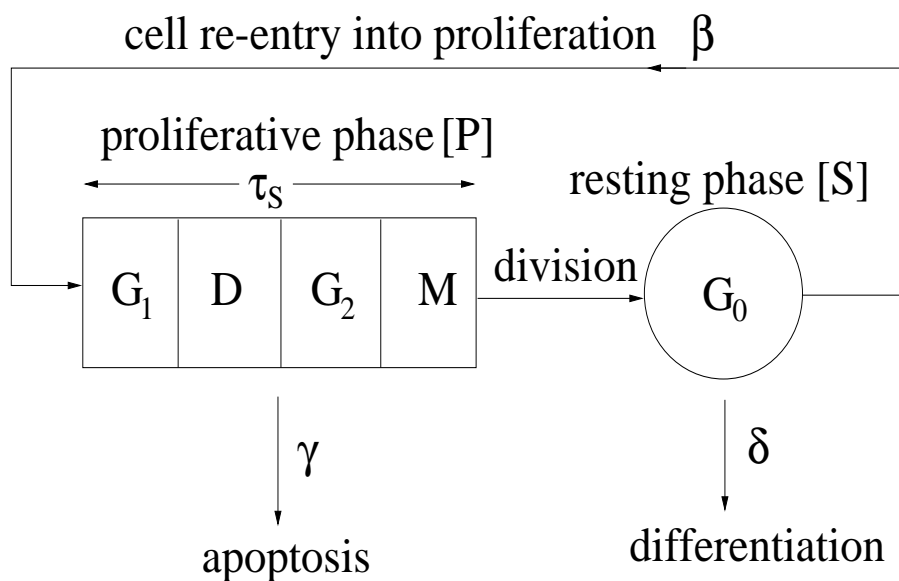 cell re-entry into proliferation β
proliferative phase [P]
τS
resting phase [S]
G1 D G2 M
division
G0
γ
δ
apoptosis
differentiation